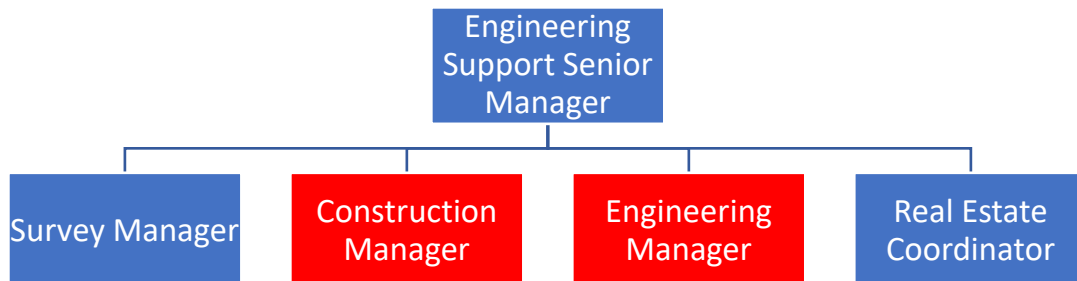 Engineering
Support Senior
Manager
Survey Manager
Construction
Manager
Engineering
Manager
Real Estate
Coordinator